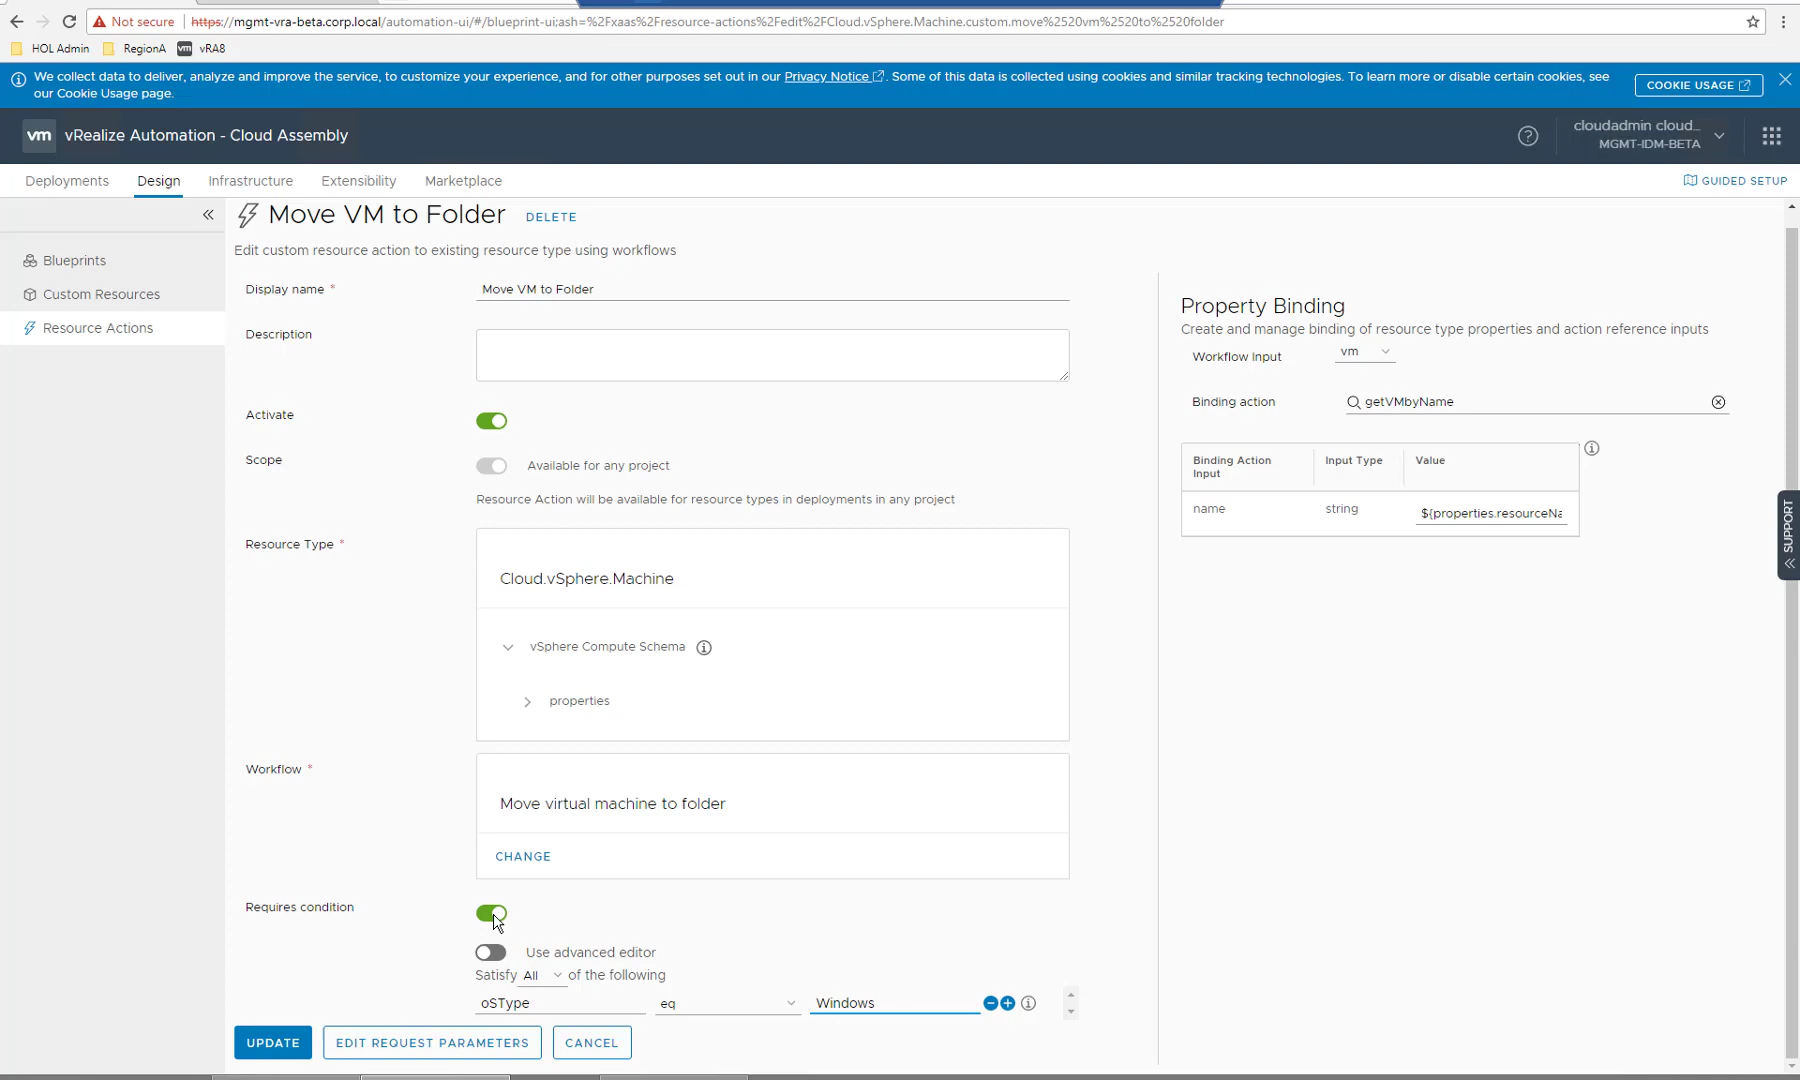 Not secure | https://mgmt-vra-beta.corp.local/automation-ui/#/blueprint-ui;ash=%2Fxaas%2Fresource-actions%2Fedit%2FCloud.vSphere.Machine.custom.move%2520vm%2520to%2520folder
HOL Admin RegionA vm vRA8
We collect data to deliver, analyze and improve the service, to customize your experience, and for other purposes set out in our Privacy Notice. Some of this data is collected using cookies and similar tracking technologies. To learn more or disable certain cookies, see
our Cookie Usage page.
COOKIE USAGE
vm vRealize Automation - Cloud Assembly
cloudadmin cloud...
MGMT-IDM-BETA
Deployments Design Infrastructure Extensibility Marketplace
GUIDED SETUP
Blueprints
Custom Resources
Resource Actions
Move VM to Folder DELETE
Edit custom resource action to existing resource type using workflows
Display name * Move VM to Folder
Description
Activate
Scope Available for any project
Resource Action will be available for resource types in deployments in any project
Resource Type *
Cloud.vSphere.Machine
vSphere Compute Schema
properties
Workflow *
Move virtual machine to folder
CHANGE
Requires condition
Use advanced editor
Satisfy All of the following
oSType eq Windows
UPDATE EDIT REQUEST PARAMETERS CANCEL
Property Binding
Create and manage binding of resource type properties and action reference inputs
Workflow Input vm
Binding action getVMbyName
Binding Action
Input
Input Type Value
name string ${properties.resourceNa
SUPPORT